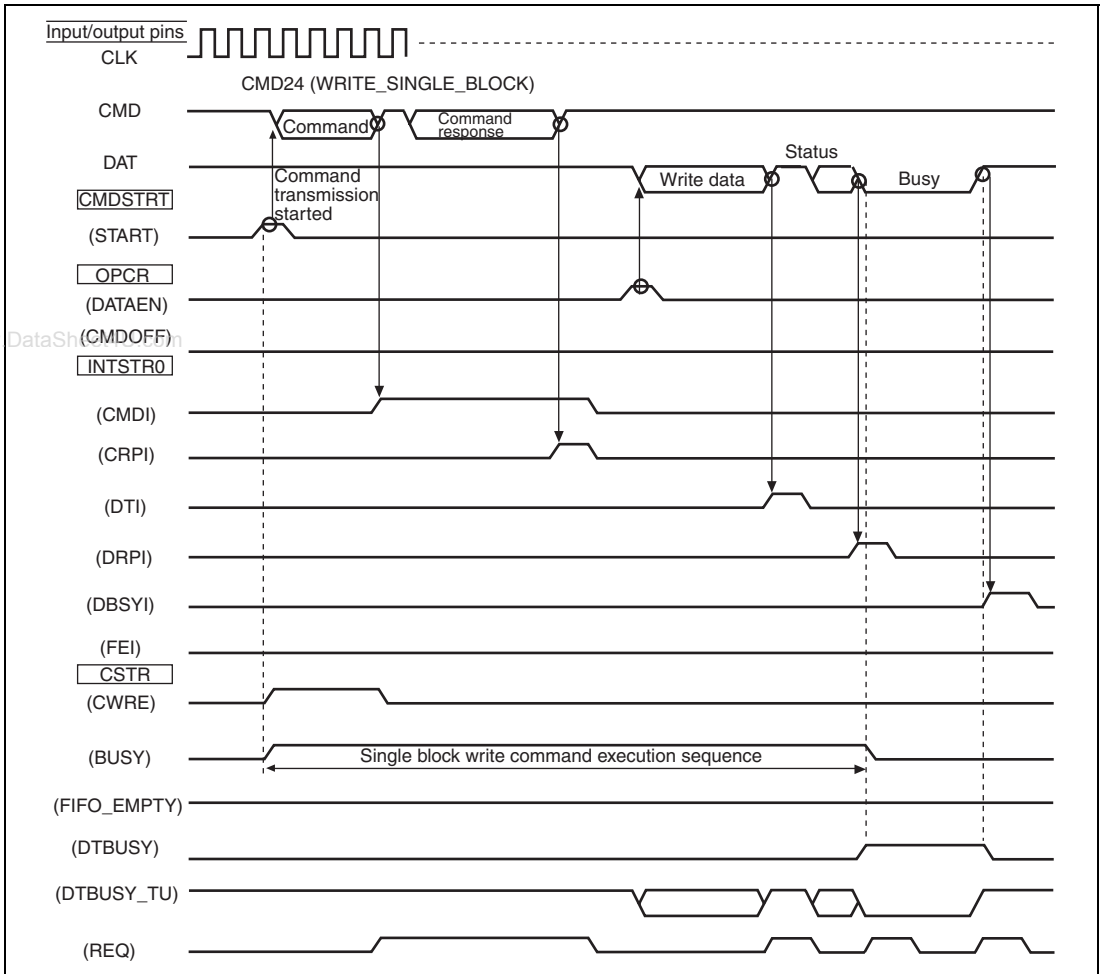 Input/output pins
CLK
CMD24 (WRITE_SINGLE_BLOCK)
CMD
Command
Command
response
DAT
Status
Write data
Busy
Command
transmission
started
CMDSTRT
(START)
OPCR
(DATAEN)
(CMDOFF)
INTSTR0
(CMDI)
(CRPI)
(DTI)
(DRPI)
(DBSYI)
(FEI)
CSTR
(CWRE)
(BUSY)
Single block write command execution sequence
(FIFO_EMPTY)
(DTBUSY)
(DTBUSY_TU)
(REQ)